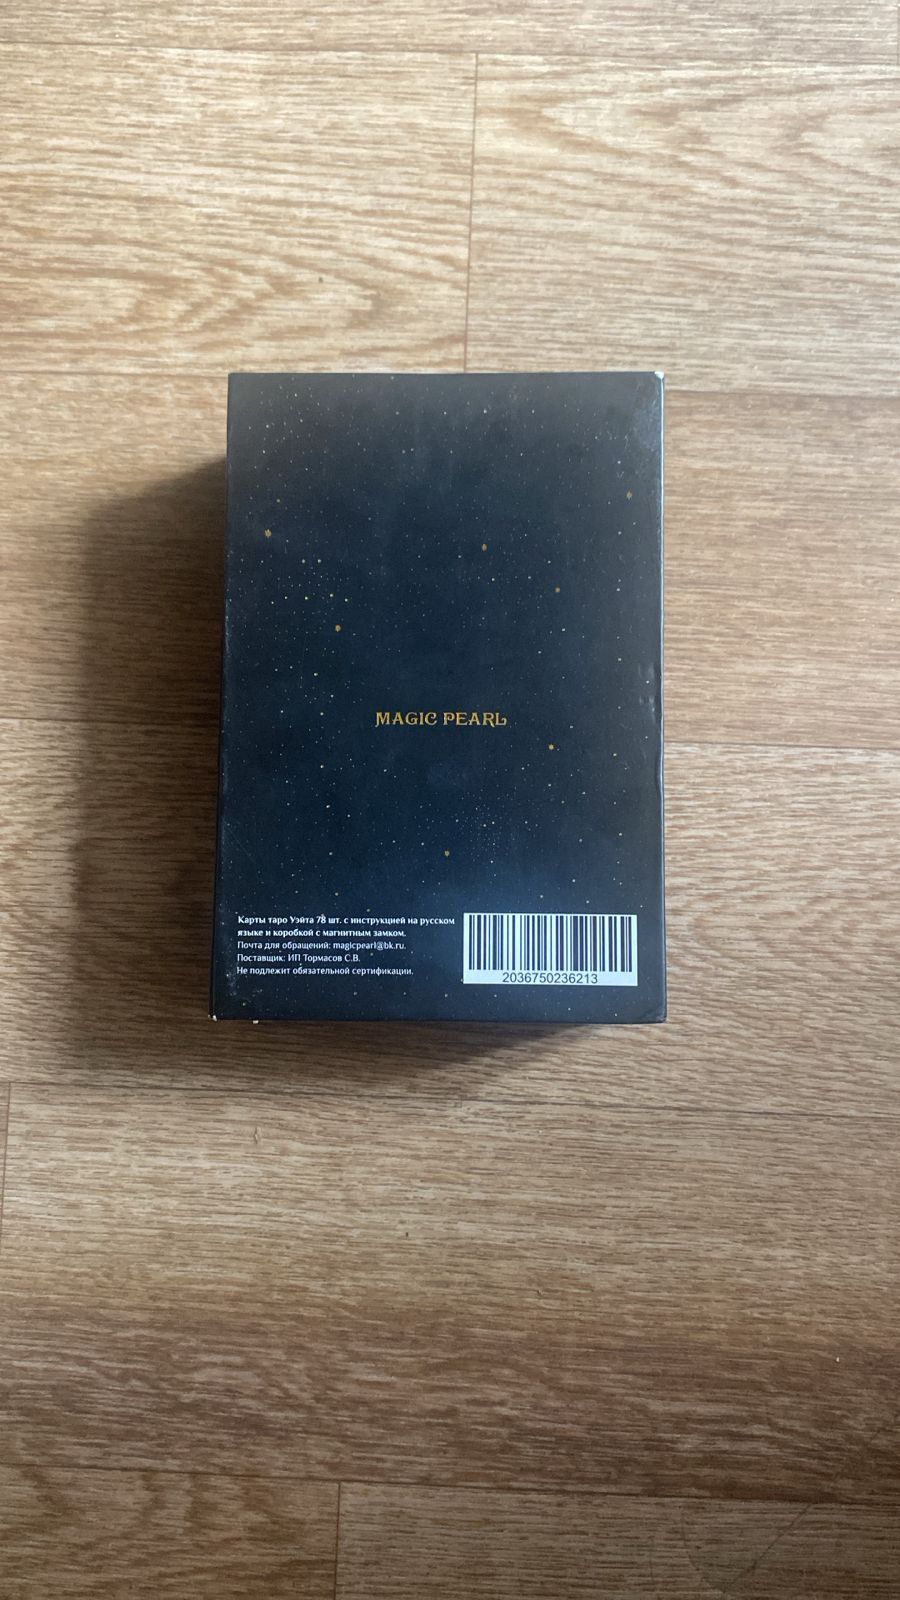 MAGIC PEARL
Карты таро Уэйта 78 шт. с инструкцией на русском
языке и коробкой с магнитным замком.
Почта для обращений: magicpearl@bk.ru.
Поставщик: ИП Тормасов С.В.
Не подлежит обязательной сертификации.
2036750236213